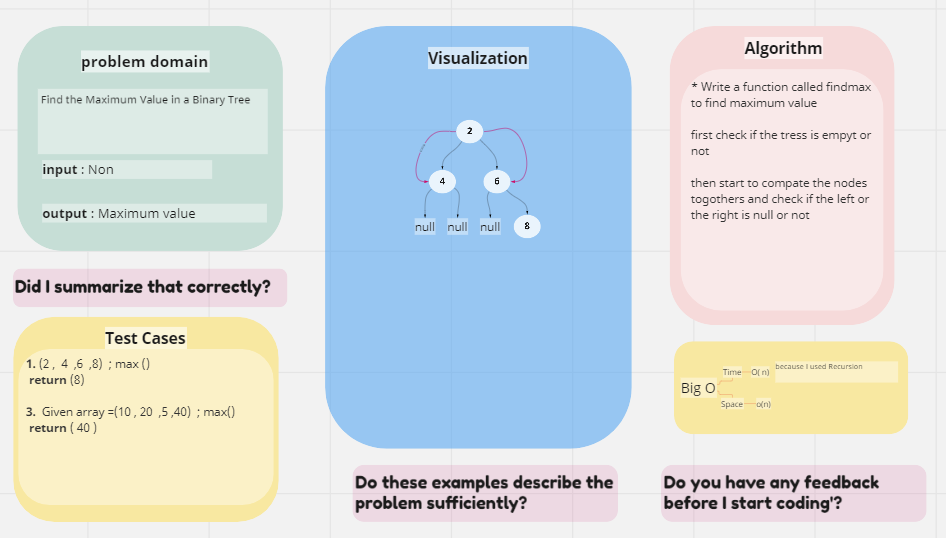 problem domain
Find the Maximum Value in a Binary Tree
input : Non
output : Maximum value
Did I summarize that correctly?
Test Cases
1. (2 , 4 ,6 ,8) ; max ()
return (8)
3. Given array =(10 , 20 ,5 ,40) ; max()
return ( 40 )
Visualization
2
4
6
null
null
null
8
Do these examples describe the
problem sufficiently?
Algorithm
* Write a function called findmax
to find maximum value
first check if the tress is empyt or
not
then start to compate the nodes
togothers and check if the left or
the right is null or not
Big O
Time
O( n)
because I used Recursion
Space
o(n)
Do you have any feedback
before I start coding'?